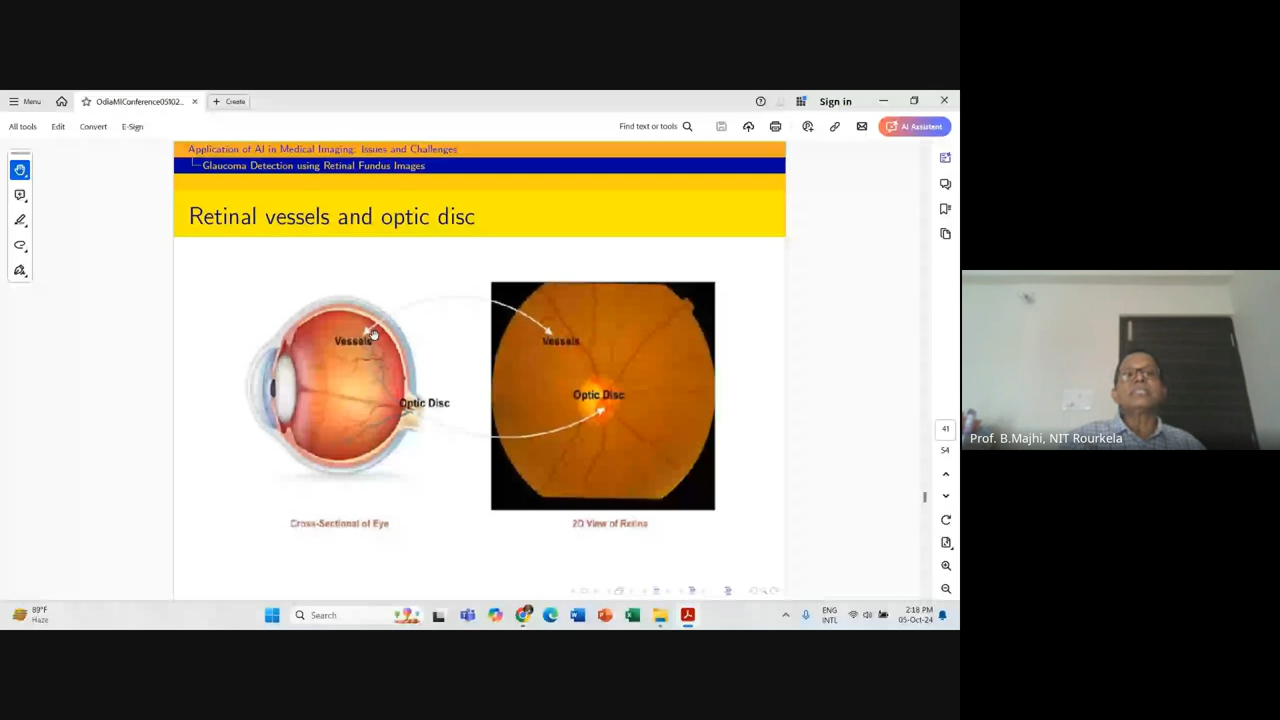 Menu
OdiaMIConference05102...
Create
Sign in
All tools
Edit
Convert
E-Sign
Find text or tools
AI Assistant
Application of AI in Medical Imaging: Issues and Challenges
Glaucoma Detection using Retinal Fundus Images
Retinal vessels and optic disc
Vessels
Vessels
Optic Disc
Optic Disc
Cross-Sectional of Eye
2D View of Retina
41
54
Prof. B.Majhi, NIT Rourkela
89°F
Haze
Search
ENG
INTL
2:18 PM
05-Oct-24